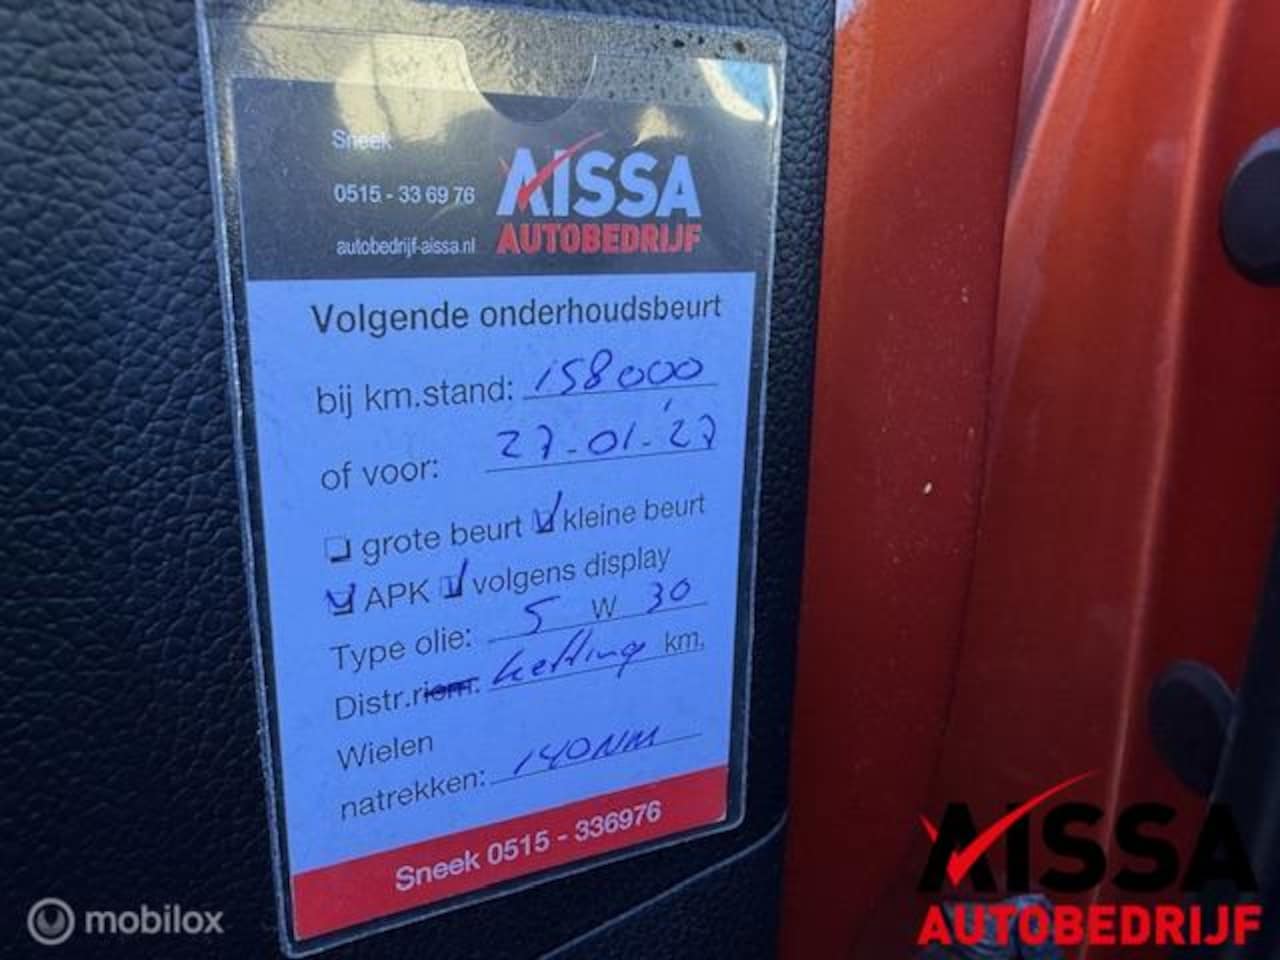 Sneek
0515 - 33 69 76
autobedrijf-aissa.nl
AISSA
AUTOBEDRIJF
Volgende onderhoudsbeurt
bij km.stand: 158000
of voor: 27-01-'27
grote beurt kleine beurt
APK volgens display
Type olie: 5 W 30
Distr.riem: ketting km,
Wielen
natrekken: 140NM
Sneek 0515 - 336976
AISSA
AUTOBEDRIJF
mobilox